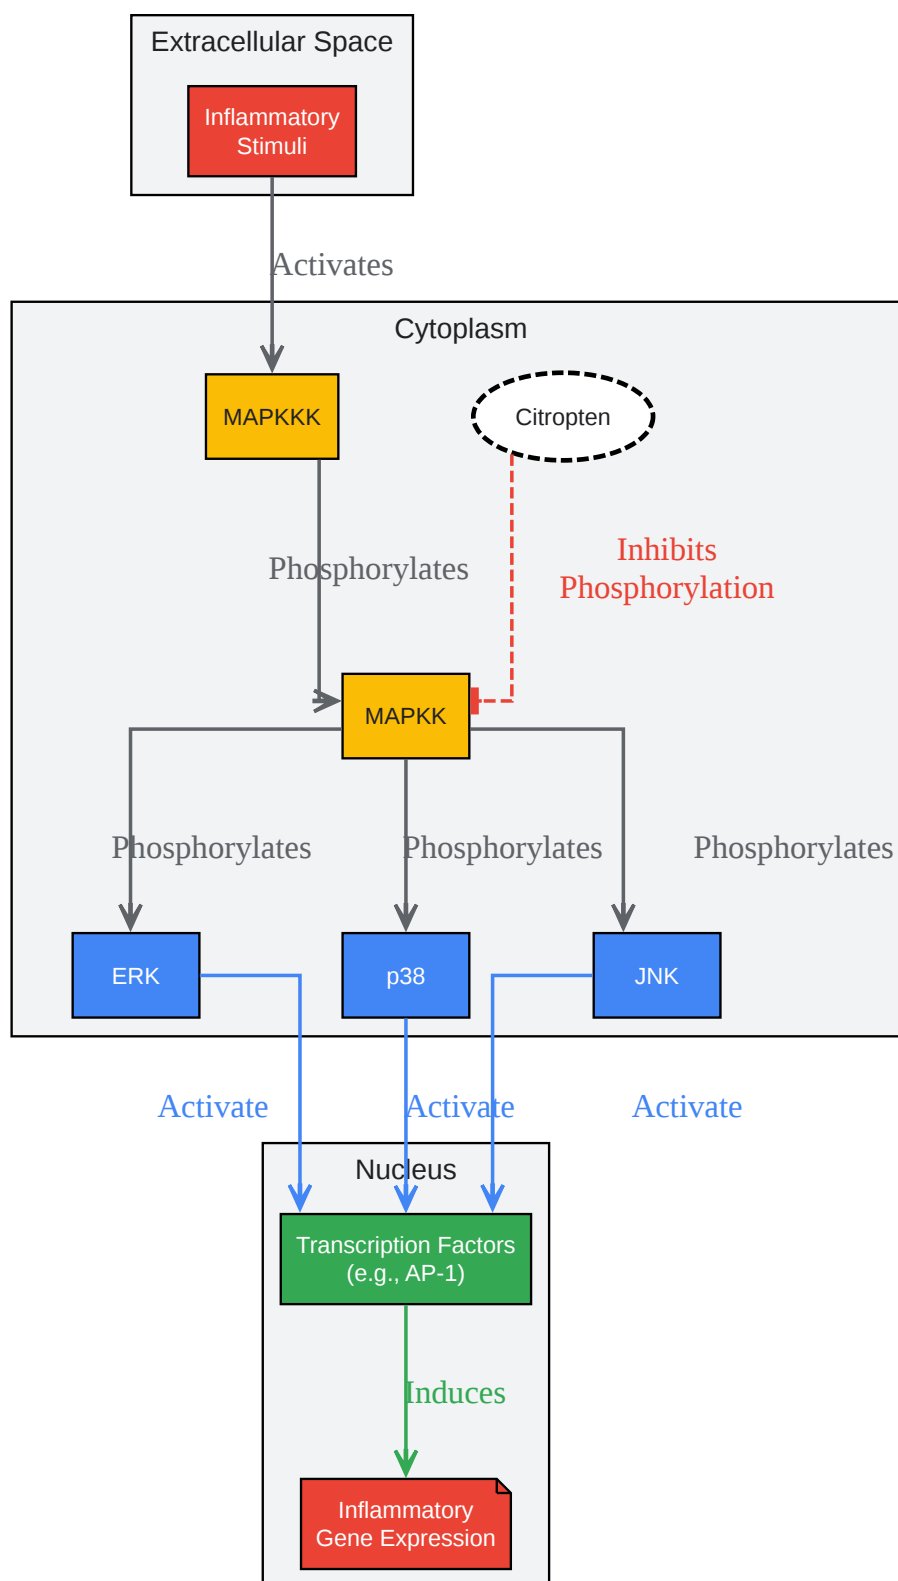 Extracellular Space
Inflammatory
Stimuli
Activates
Cytoplasm
MAPKKK
Citropten
Phosphorylates
Inhibits
Phosphorylation
MAPKK
Phosphorylates
Phosphorylates
Phosphorylates
ERK
p38
JNK
Activate
Activate
Activate
Nucleus
Transcription Factors
(e.g., AP-1)
Induces
Inflammatory
Gene Expression